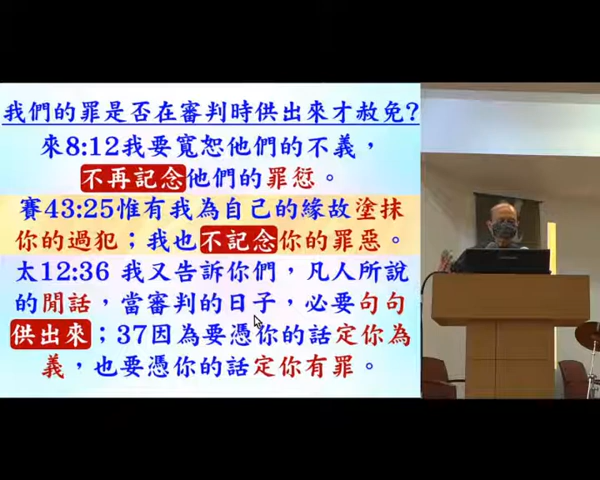 我們的罪是否在審判時供出來才赦免?
來8:12我要寬恕他們的不義，
不再記念他們的罪愆。
賽43:25惟有我為自己的緣故塗抹
你的過犯；我也不記念你的罪惡。
太12:36 我又告訴你們，凡人所說
的閒話，當審判的日子，必要句句
供出來；37因為要憑你的話定你為
義，也要憑你的話定你有罪。